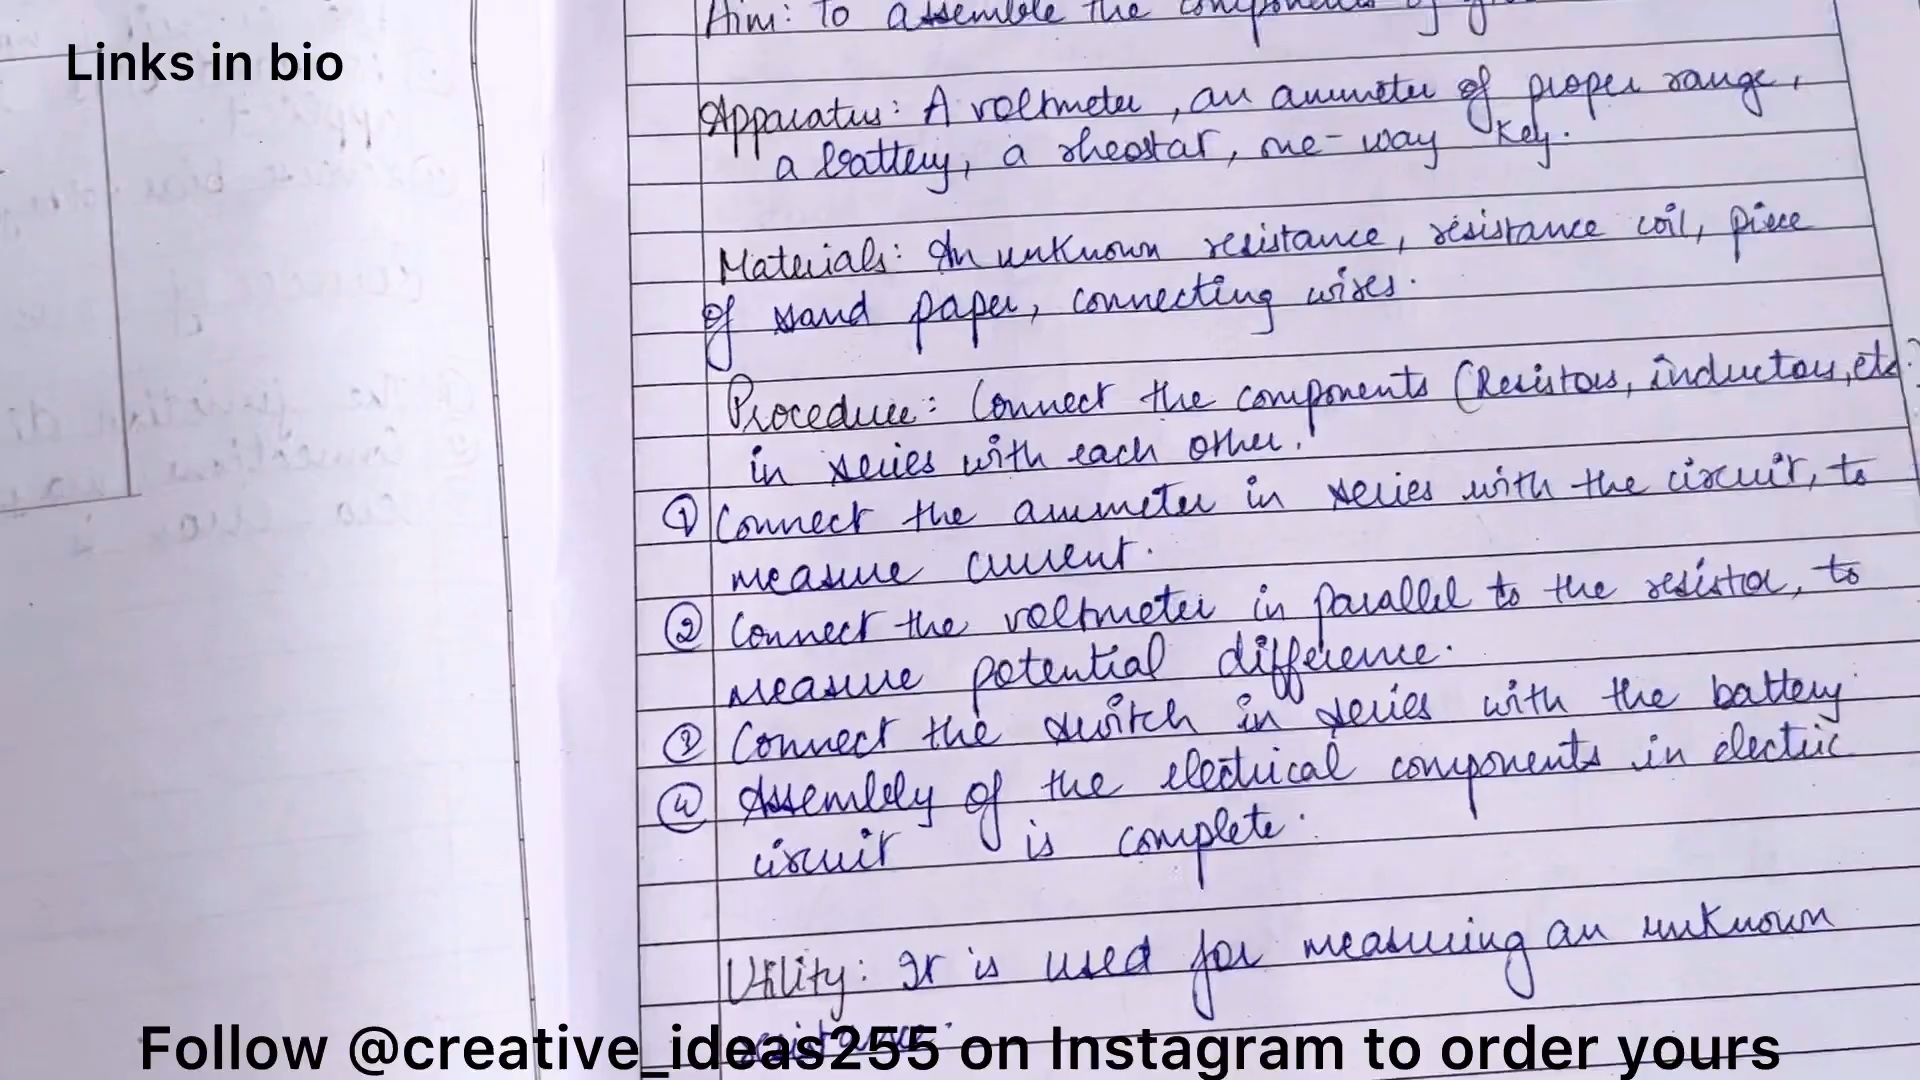 Links in bio
Aim: To assemble the components of
Apparatus: A voltmeter, an ammeter of proper range,
a battery, a rheostat, one-way key.
Materials: An unknown resistance, resistance coil, piece
of sand paper, connecting wires.
Procedure: Connect the components (Resistors, inductors, etc.)
in series with each other.
① Connect the ammeter in series with the circuit, to
measure current.
② Connect the voltmeter in parallel to the resistor, to
measure potential difference.
③ Connect the switch in series with the battery.
④ Assembly of the electrical components in electric
circuit is complete.
Utility: It is used for measuring an unknown
resistance.
Follow @creative_ideas255 on Instagram to order yours